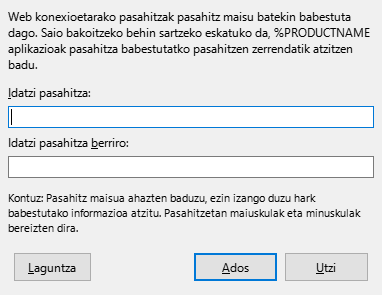 Web konexioetarako pasahitzak pasahitz maisu batekin babestuta
dago. Saio bakoitzeko behin sartzeko eskatuko da, %PRODUCTNAME
aplikazioak pasahitza babestutatko pasahitzen zerrendatik atzitzen
badu.
Idatzi pasahitza:
Idatzi pasahitza berriro:
Kontuz: Pasahitz maisua ahazten baduzu, ezin izango duzu hark
babestutako informazioa atzitu. Pasahitzetan maiuskulak eta minuskulak
bereizten dira.
Laguntza
Ados
Utzi